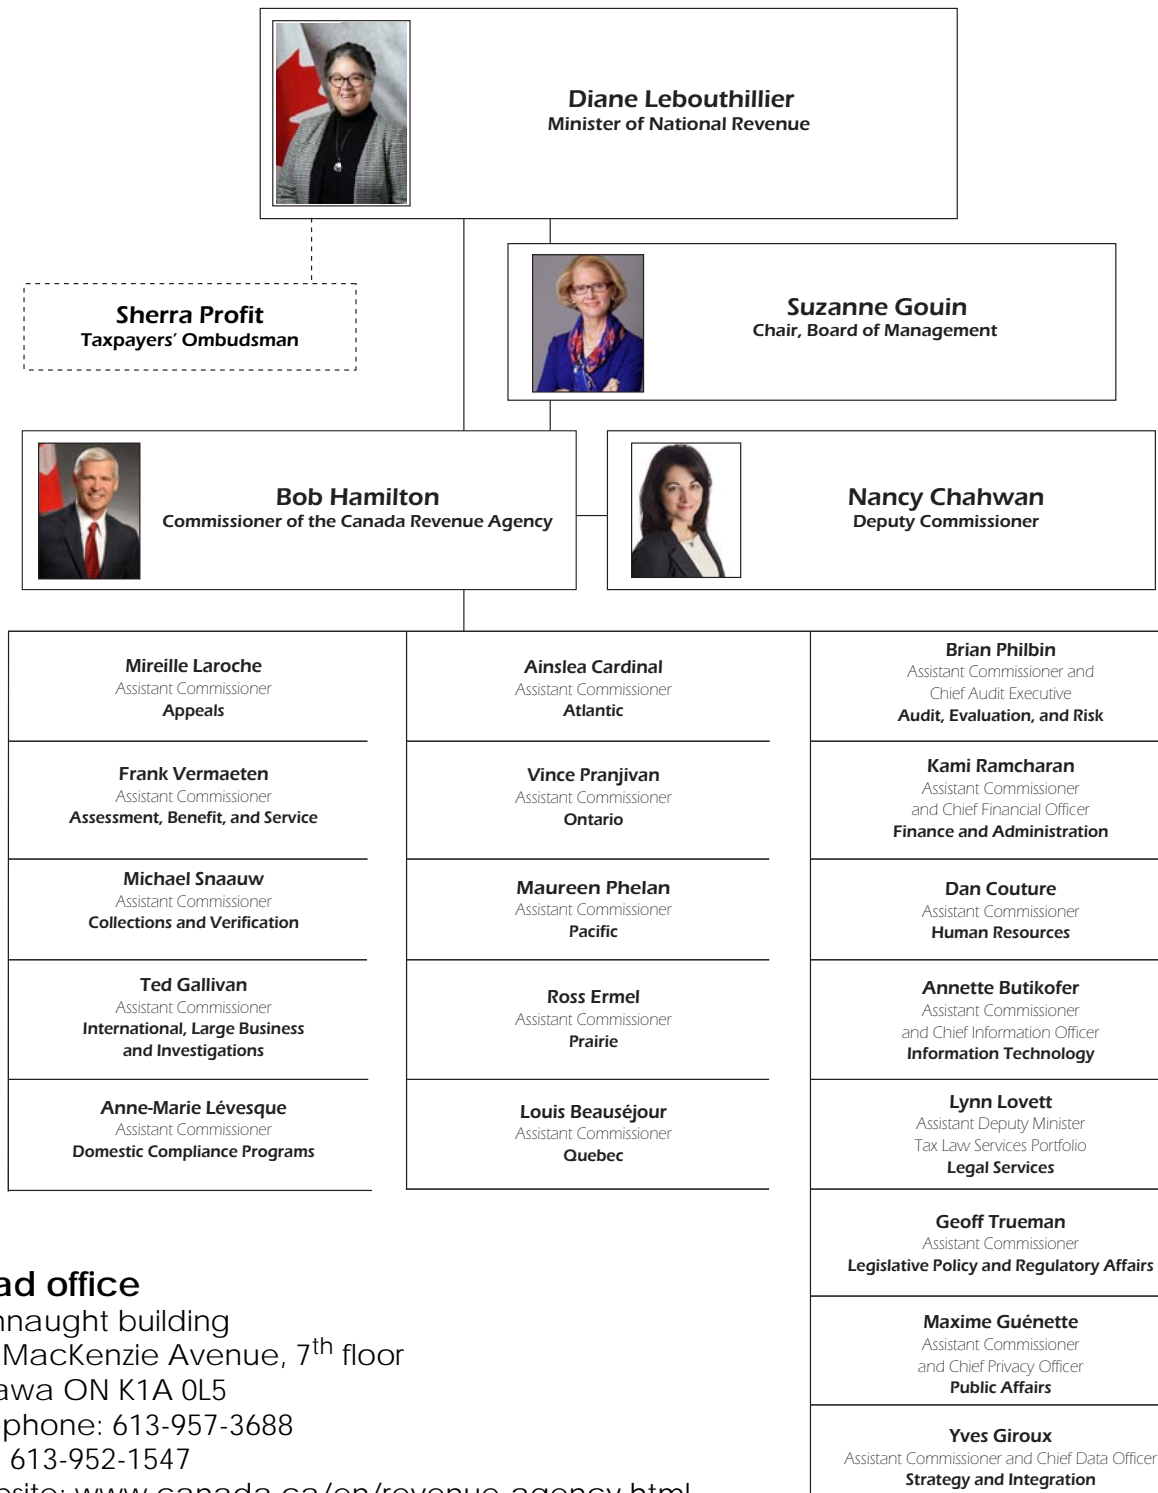 Diane Lebouthillier
Minister of National Revenue
Sherra Profit
Taxpayers' Ombudsman
Suzanne Gouin
Chair, Board of Management
Bob Hamilton
Commissioner of the Canada Revenue Agency
Nancy Chahwan
Deputy Commissioner
Mireille Laroche
Assistant Commissioner
Appeals
Frank Vermaeten
Assistant Commissioner
Assessment, Benefit, and Service
Michael Snaauw
Assistant Commissioner
Collections and Verification
Ted Gallivan
Assistant Commissioner
International, Large Business
and Investigations
Anne-Marie Lévesque
Assistant Commissioner
Domestic Compliance Programs
Ainslea Cardinal
Assistant Commissioner
Atlantic
Vince Pranjivan
Assistant Commissioner
Ontario
Maureen Phelan
Assistant Commissioner
Pacific
Ross Ermel
Assistant Commissioner
Prairie
Louis Beauséjour
Assistant Commissioner
Quebec
Brian Philbin
Assistant Commissioner and
Chief Audit Executive
Audit, Evaluation, and Risk
Kami Ramcharan
Assistant Commissioner
and Chief Financial Officer
Finance and Administration
Dan Couture
Assistant Commissioner
Human Resources
Annette Butikofer
Assistant Commissioner
and Chief Information Officer
Information Technology
Lynn Lovett
Assistant Deputy Minister
Tax Law Services Portfolio
Legal Services
Geoff Trueman
Assistant Commissioner
Legislative Policy and Regulatory Affairs
Maxime Guénette
Assistant Commissioner
and Chief Privacy Officer
Public Affairs
Yves Giroux
Assistant Commissioner and Chief Data Officer
Strategy and Integration
ad office
nnaught building
MacKenzie Avenue, 7th floor
awa ON K1A 0L5
ephone: 613-957-3688
613-952-1547
bsite: www.canada.ca/en/revenue-agency.html